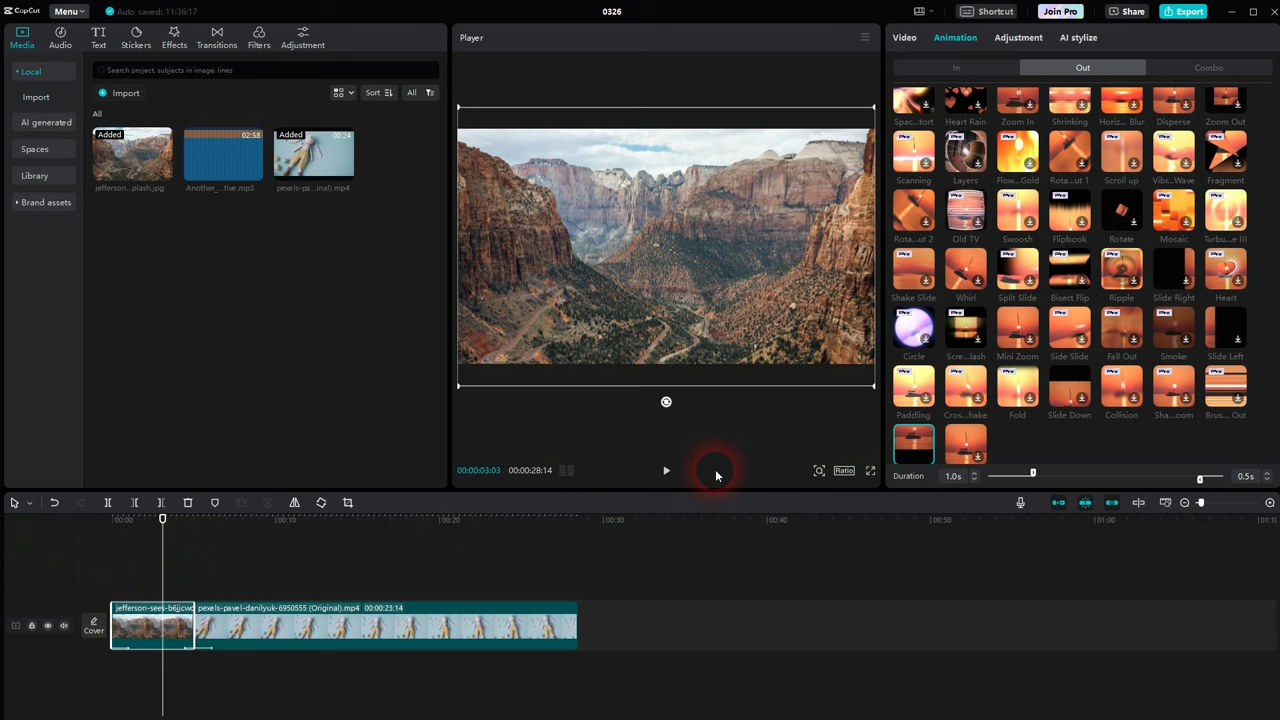 CapCut
Menu
Auto saved: 11:36:17
0326
Shortcut
Join Pro
Share
Export
Media
Audio
Text
Stickers
Effects
Transitions
Filters
Adjustment
Local
Import
AI generated
Spaces
Library
Brand assets
Search project, subjects in image, lines
Import
Sort
All
All
Added
02:58
Added
00:24
jefferson...plash.jpg
Another_...tive.mp3
pexels-pa...inal).mp4
Player
00:00:03:03
00:00:28:14
Ratio
Video
Animation
Adjustment
AI stylize
In
Out
Combo
Spac...tort
Heart Rain
Zoom In
Shrinking
Horiz... Blur
Disperse
Zoom Out
Scanning
Layers
Flow...Gold
Rota...ut 1
Scroll up
Vibr...Wave
Fragment
Rota...ut 2
Old TV
Swoosh
Flipbook
Rotate
Mosaic
Turbu...e III
Shake Slide
Whirl
Split Slide
Bisect Flip
Ripple
Slide Right
Heart
Circle
Scre...lash
Mini Zoom
Side Slide
Fall Out
Smoke
Slide Left
Paddling
Cros...hake
Fold
Slide Down
Collision
Sha...oom
Brus... Out
Duration
1.0s
0.5s
00:00
00:10
00:20
00:30
00:40
00:50
01:00
Cover
jefferson-sees-b6jjcwc
pexels-pavel-danilyuk-6950555 (Original).mp4
00:00:23:14